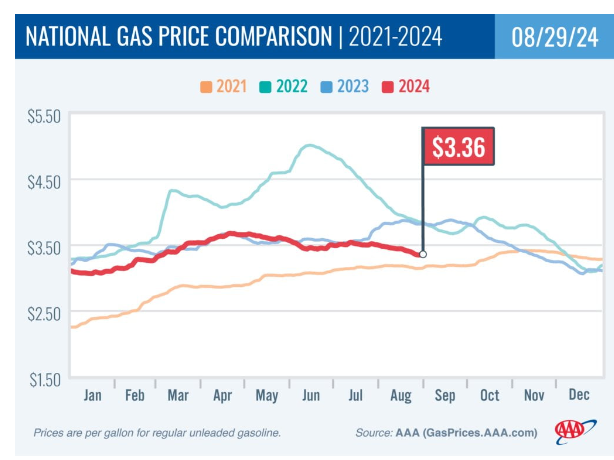 NATIONAL GAS PRICE COMPARISON | 2021-2024
08/29/24
2021 2022 2023 2024
$5.50
$3.36
$4.50
$3.50
$2.50
$1.50
Jan Feb Mar Apr May Jun Jul Aug Sep Oct Nov Dec
Prices are per gallon for regular unleaded gasoline.
Source: AAA (GasPrices.AAA.com)
AAA